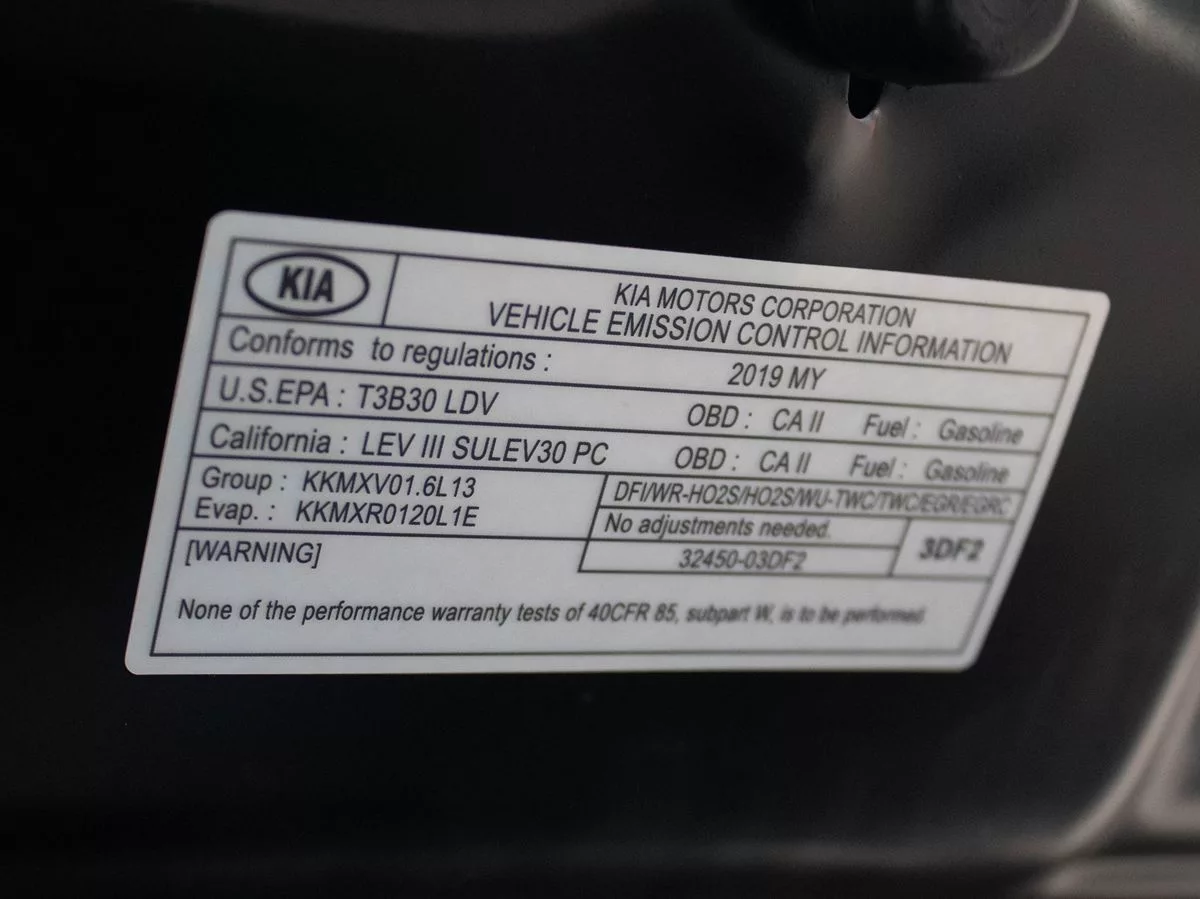 KIA
KIA MOTORS CORPORATION
VEHICLE EMISSION CONTROL INFORMATION
Conforms to regulations : 2019 MY
U.S.EPA : T3B30 LDV OBD : CA II Fuel : Gasoline
California : LEV III SULEV30 PC OBD : CA II Fuel : Gasoline
Group : KKMXV01.6L13
Evap. : KKMXR0120L1E
DFI/WR-HO2S/HO2S/WU-TWC/TWC/EGR/EGRC
No adjustments needed.
32450-03DF2
3DF2
[WARNING]
None of the performance warranty tests of 40CFR 85, subpart W, is to be performed.